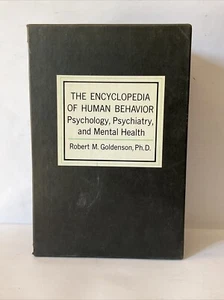 THE ENCYCLOPEDIA
OF HUMAN BEHAVIOR
Psychology, Psychiatry,
and Mental Health
Robert M. Goldenson, Ph.D.